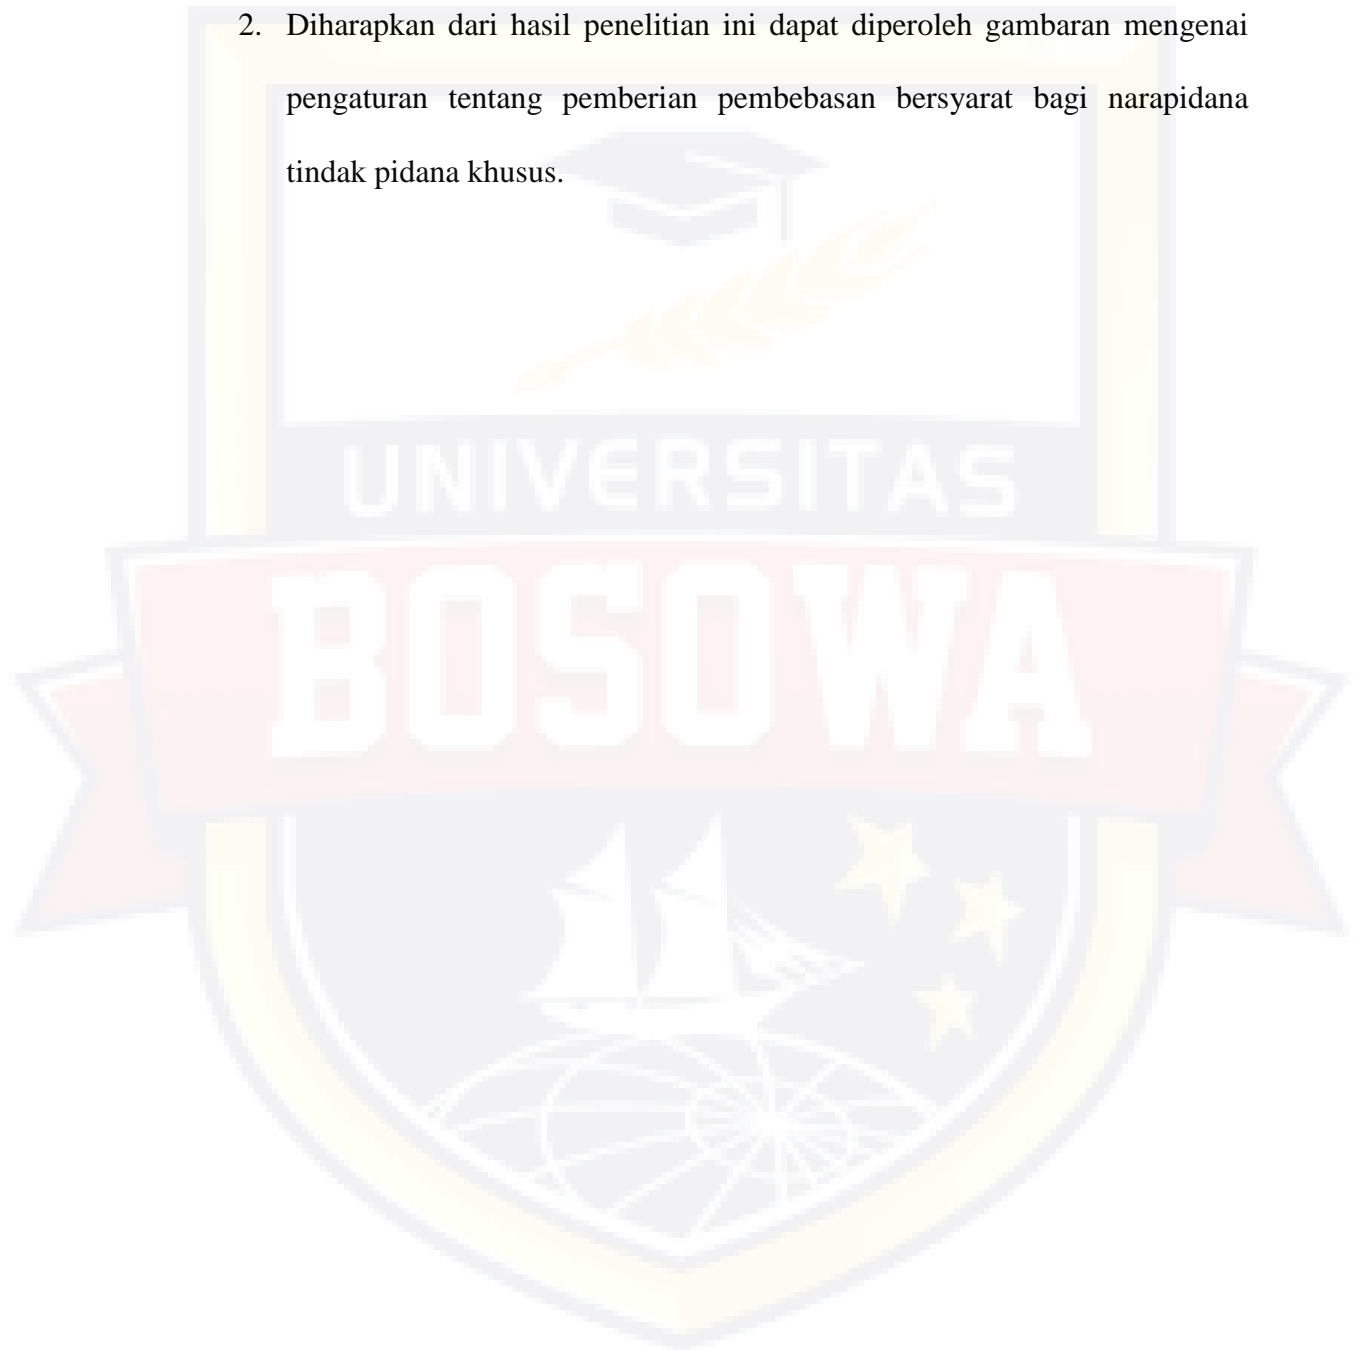 2. Diharapkan dari hasil penelitian ini dapat diperoleh gambaran mengenai
pengaturan tentang pemberian pembebasan bersyarat bagi narapidana
tindak pidana khusus.
UNIVERSITAS
BOSOWA